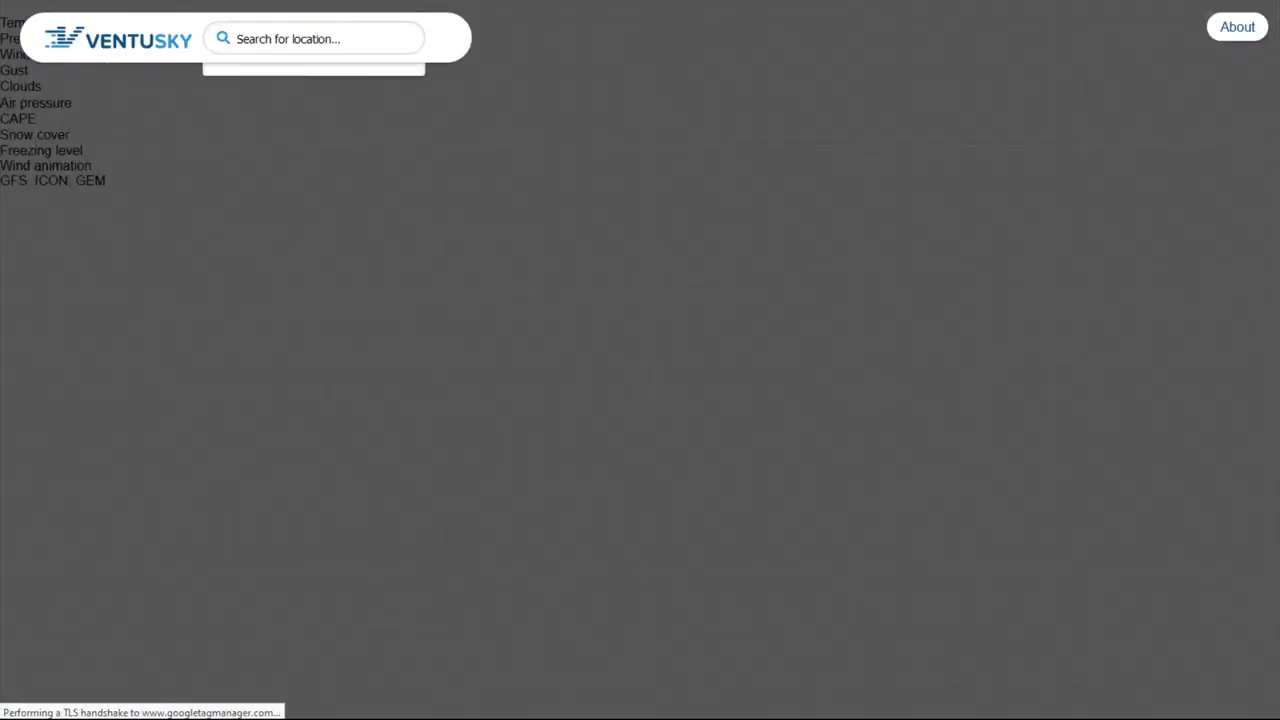 VENTUSKY
Search for location...
About
Gust
Clouds
Air pressure
CAPE
Snow cover
Freezing level
Wind animation
GFS, ICON, GEM
Performing a TLS handshake to www.googletagmanager.com...